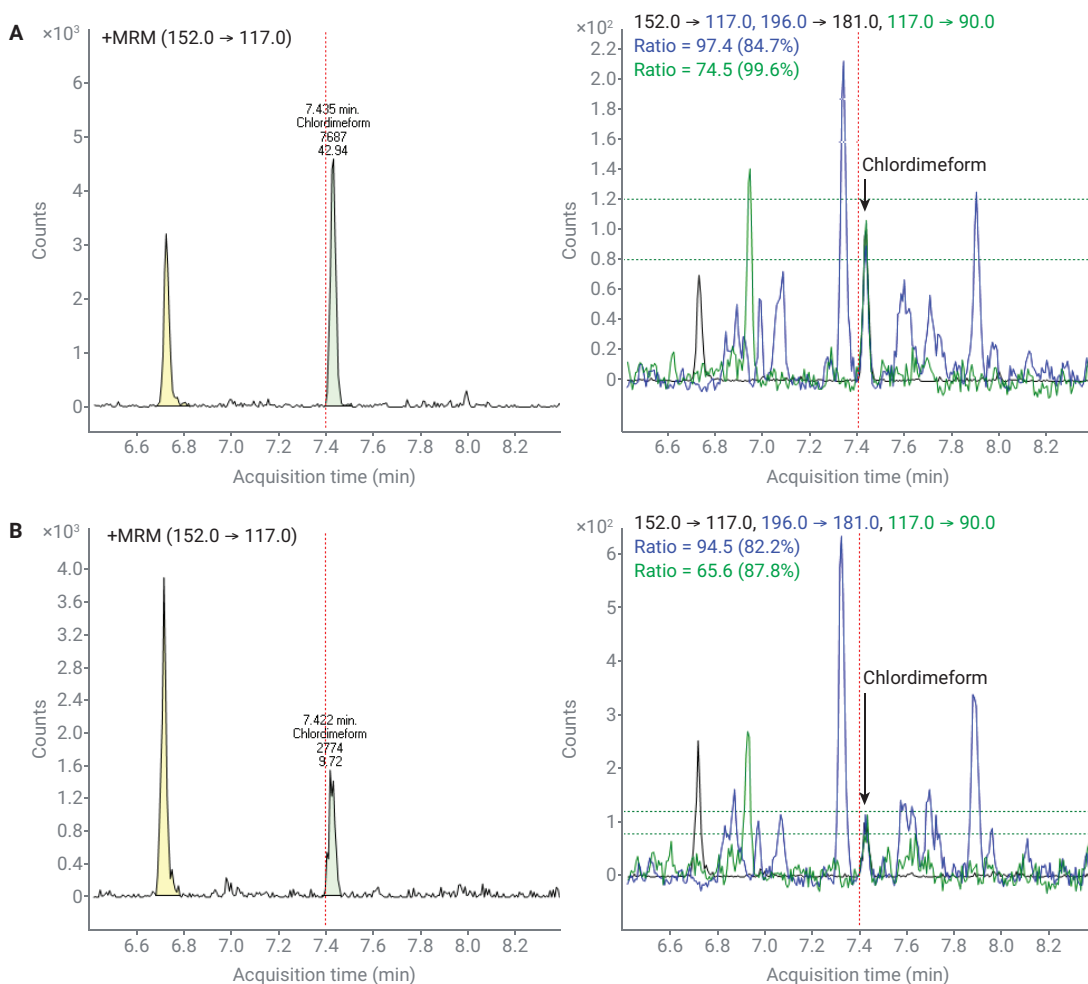 A
×10³
+MRM (152.0 → 117.0)
6
5
4
3
2
1
0
Counts
7.435 min.
Chlordimeform
7687
42.94
6.6 6.8 7.0 7.2 7.4 7.6 7.8 8.0 8.2
Acquisition time (min)
×10²
152.0 → 117.0, 196.0 → 181.0, 117.0 → 90.0
Ratio = 97.4 (84.7%)
Ratio = 74.5 (99.6%)
2.2
2.0
1.8
1.6
1.4
1.2
1.0
0.8
0.6
0.4
0.2
0
Counts
Chlordimeform
6.6 6.8 7.0 7.2 7.4 7.6 7.8 8.0 8.2
Acquisition time (min)
B
×10³
+MRM (152.0 → 117.0)
4.0
3.6
3.2
2.8
2.4
2.0
1.6
1.2
0.8
0.4
0
Counts
7.422 min.
Chlordimeform
2774
9.72
6.6 6.8 7.0 7.2 7.4 7.6 7.8 8.0 8.2
Acquisition time (min)
×10²
152.0 → 117.0, 196.0 → 181.0, 117.0 → 90.0
Ratio = 94.5 (82.2%)
Ratio = 65.6 (87.8%)
6
5
4
3
2
1
0
Counts
Chlordimeform
6.6 6.8 7.0 7.2 7.4 7.6 7.8 8.0 8.2
Acquisition time (min)